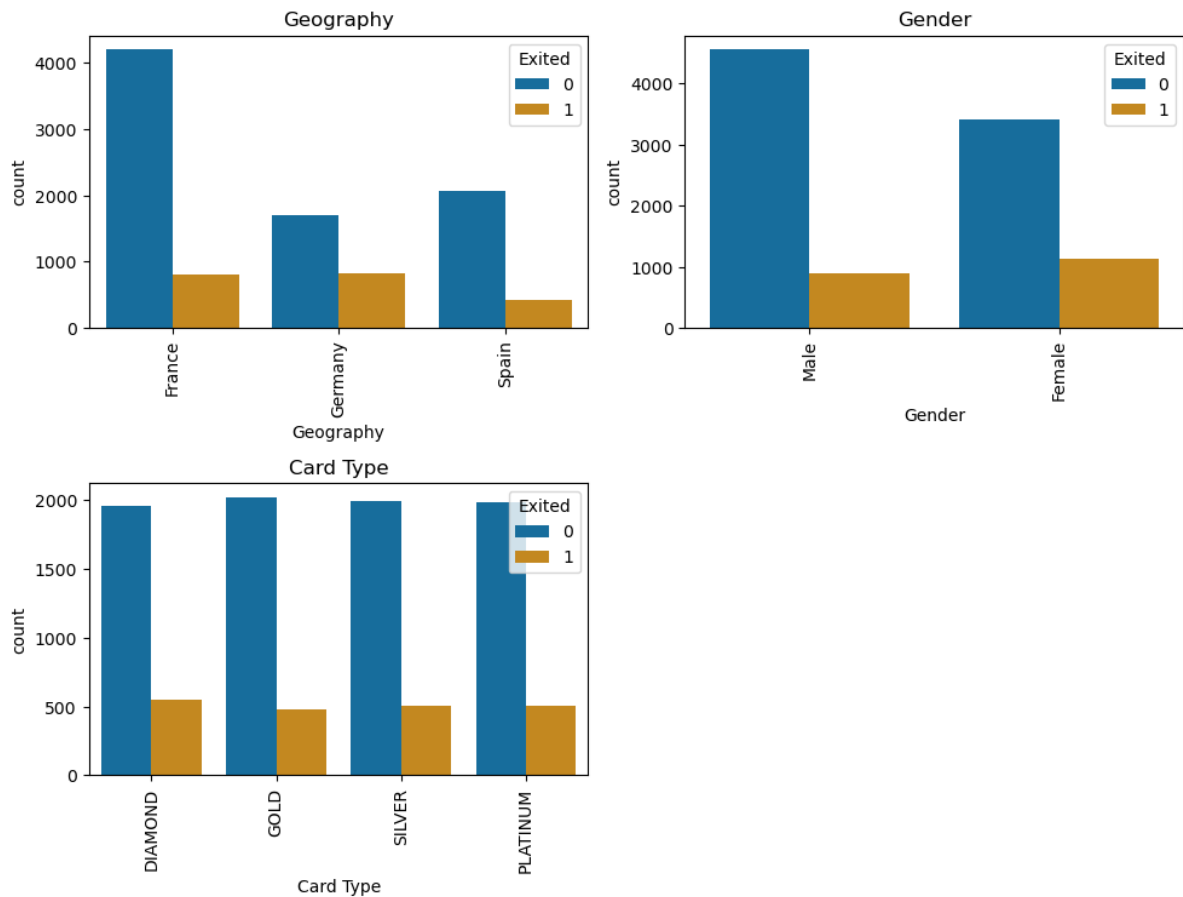 Geography
count
4000
3000
2000
1000
0
Exited
0
1
France
Germany
Spain
Geography
Gender
count
4000
3000
2000
1000
0
Exited
0
1
Male
Female
Gender
Card Type
count
2000
1500
1000
500
0
Exited
0
1
DIAMOND
GOLD
SILVER
PLATINUM
Card Type